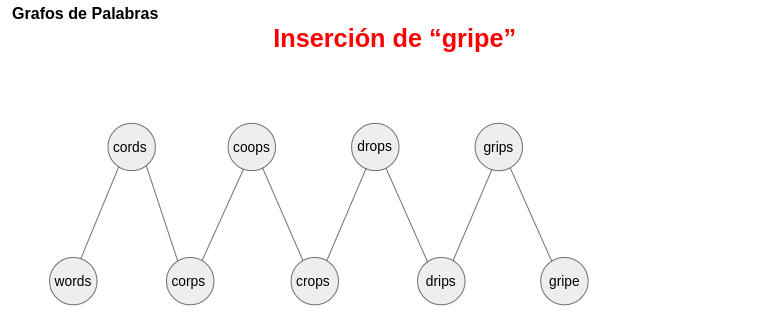 Grafos de Palabras
Inserción de “gripe”
cords
coops
drops
grips
words
corps
crops
drips
gripe